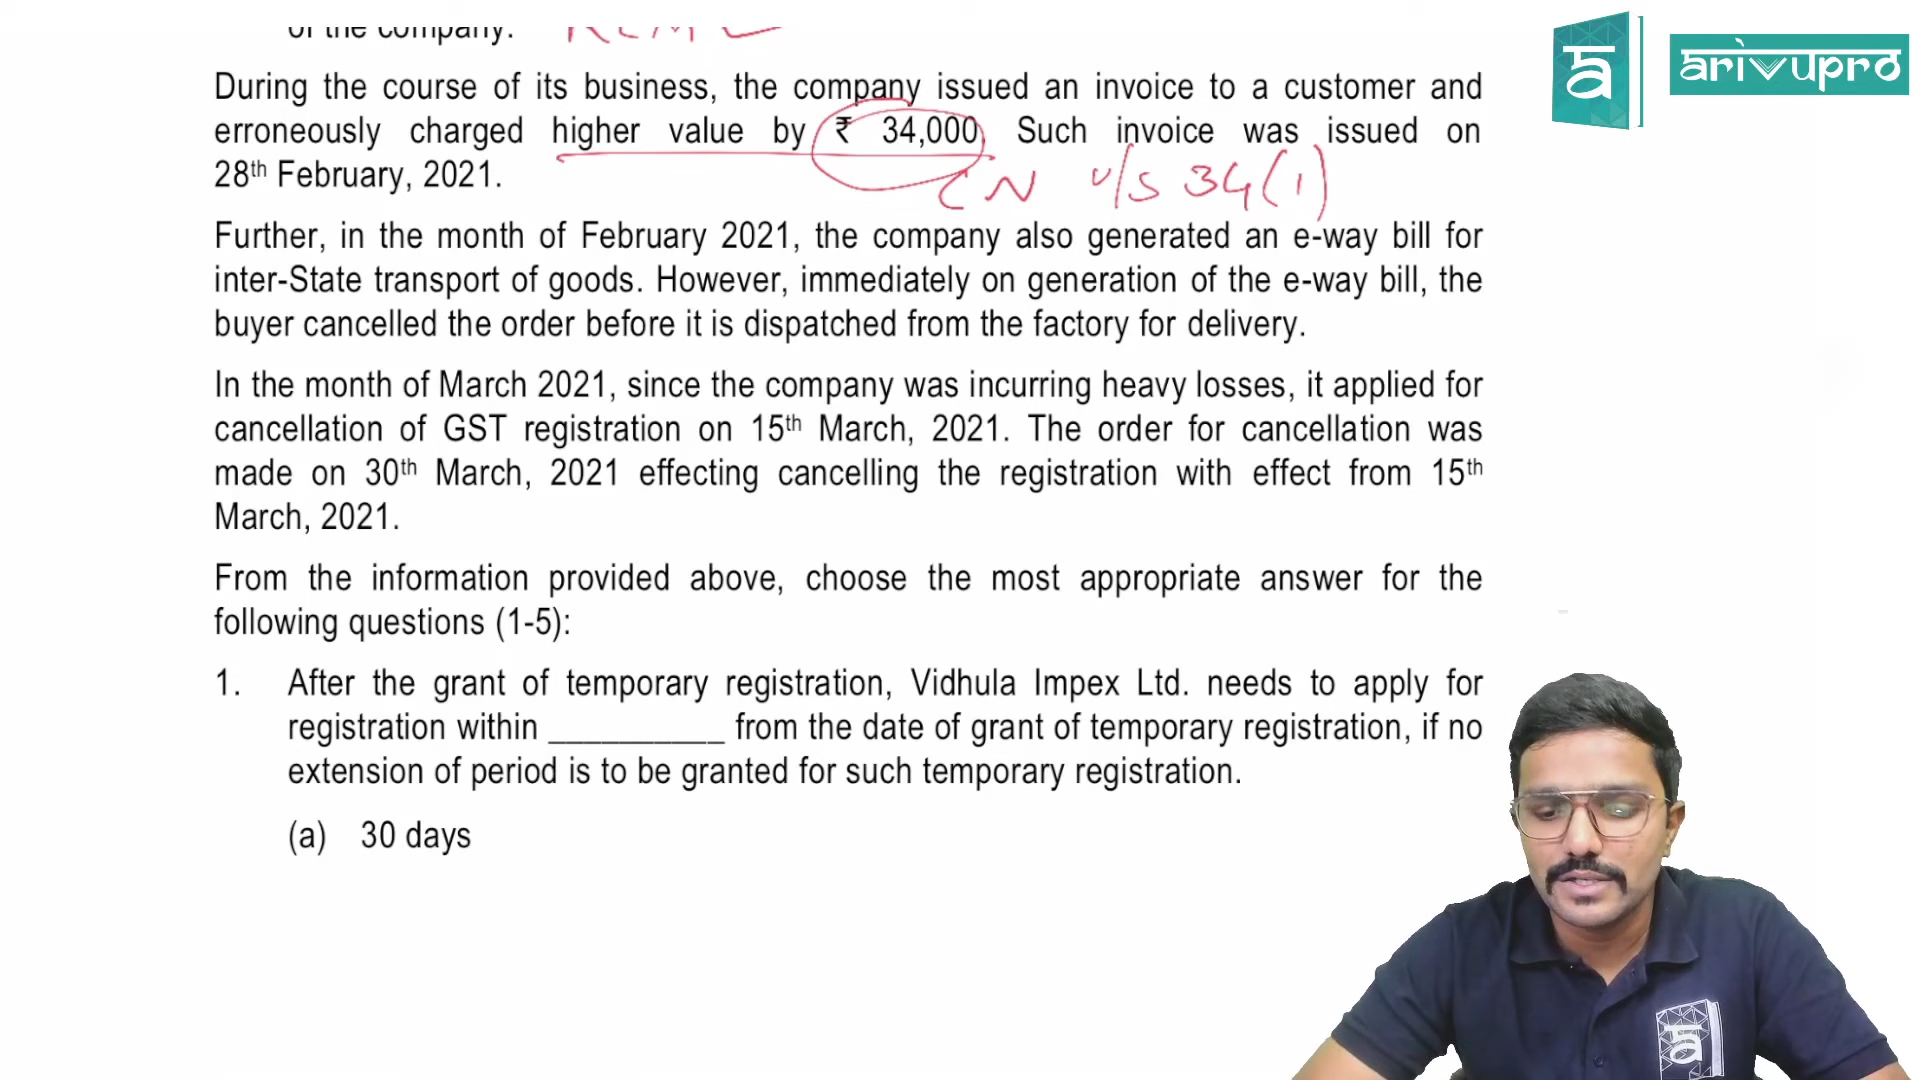 of the company.
arivupro
During the course of its business, the company issued an invoice to a customer and
erroneously charged higher value by ₹ 34,000. Such invoice was issued on
28th February, 2021.
CN u/s 34(1)
Further, in the month of February 2021, the company also generated an e-way bill for
inter-State transport of goods. However, immediately on generation of the e-way bill, the
buyer cancelled the order before it is dispatched from the factory for delivery.
In the month of March 2021, since the company was incurring heavy losses, it applied for
cancellation of GST registration on 15th March, 2021. The order for cancellation was
made on 30th March, 2021 effecting cancelling the registration with effect from 15th
March, 2021.
From the information provided above, choose the most appropriate answer for the
following questions (1-5):
1. After the grant of temporary registration, Vidhula Impex Ltd. needs to apply for
registration within __________ from the date of grant of temporary registration, if no
extension of period is to be granted for such temporary registration.
(a) 30 days